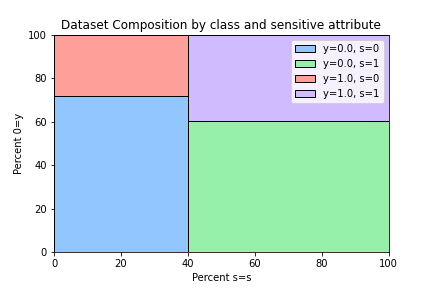 Dataset Composition by class and sensitive attribute
100
80
60
40
20
0
Percent 0=y
y=0.0, s=0
y=0.0, s=1
y=1.0, s=0
y=1.0, s=1
0 20 40 60 80 100
Percent s=s